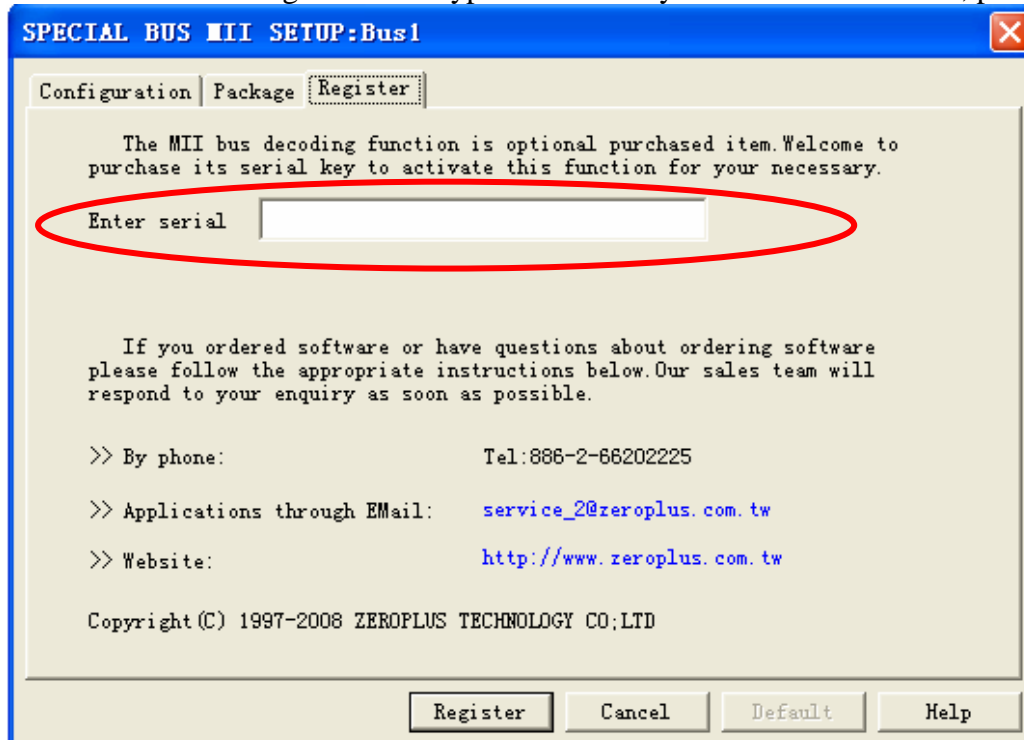 SPECIAL BUS MII SETUP:Bus1
Configuration Package Register
The MII bus decoding function is optional purchased item.Welcome to
purchase its serial key to activate this function for your necessary.
Enter serial
If you ordered software or have questions about ordering software
please follow the appropriate instructions below.Our sales team will
respond to your enquiry as soon as possible.
>> By phone: Tel:886-2-66202225
>> Applications through EMail: service_2@zeroplus.com.tw
>> Website: http://www.zeroplus.com.tw
Copyright(C) 1997-2008 ZEROPLUS TECHNOLOGY CO;LTD
Register Cancel Default Help